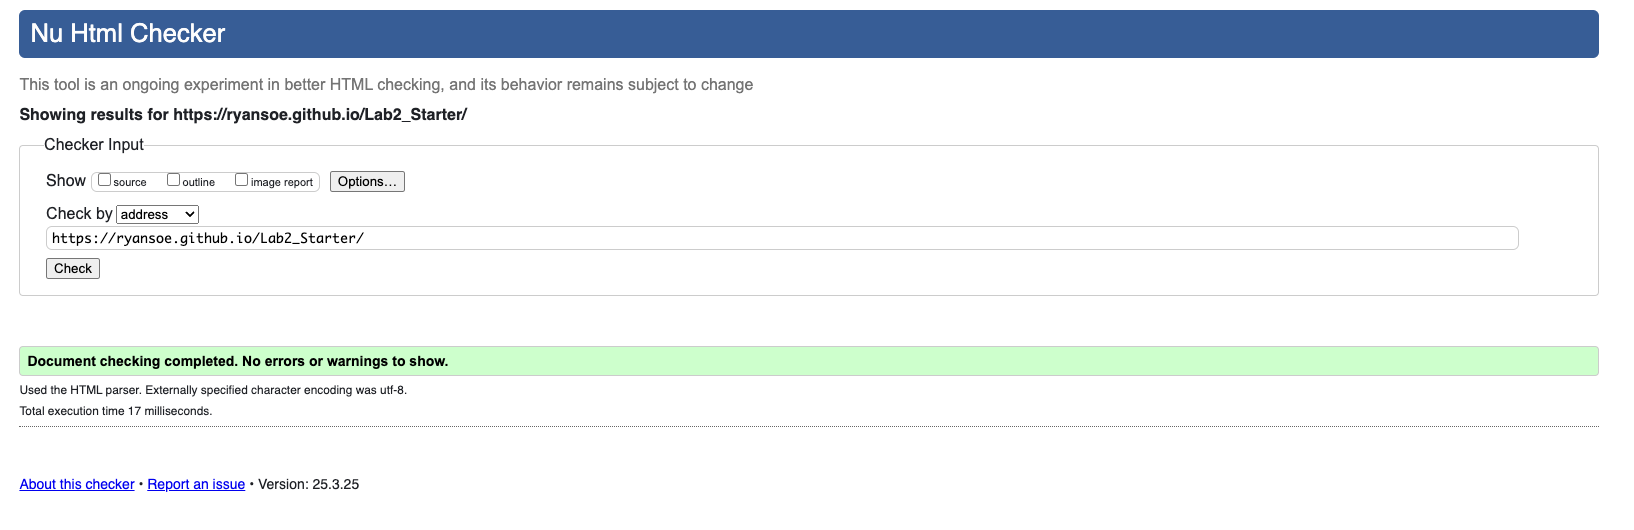 Nu Html Checker
This tool is an ongoing experiment in better HTML checking, and its behavior remains subject to change
Showing results for https://ryansoe.github.io/Lab2_Starter/
Checker Input
Show source outline image report Options...
Check by address
https://ryansoe.github.io/Lab2_Starter/
Check
Document checking completed. No errors or warnings to show.
Used the HTML parser. Externally specified character encoding was utf-8.
Total execution time 17 milliseconds.
About this checker • Report an issue • Version: 25.3.25